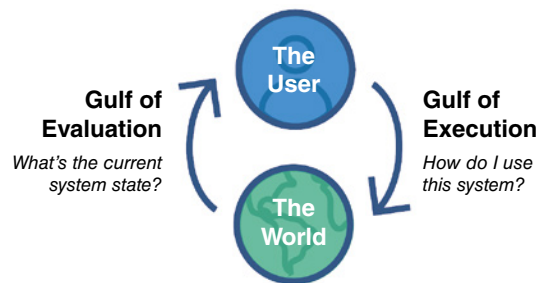 The
User
Gulf of
Evaluation
What's the current
system state?
Gulf of
Execution
How do I use
this system?
The
World